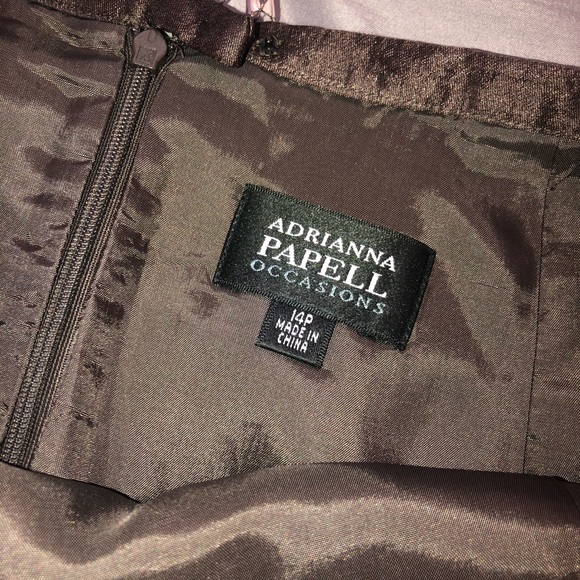 ADRIANNA
PAPELL
OCCASIONS
14P
MADE IN
CHINA